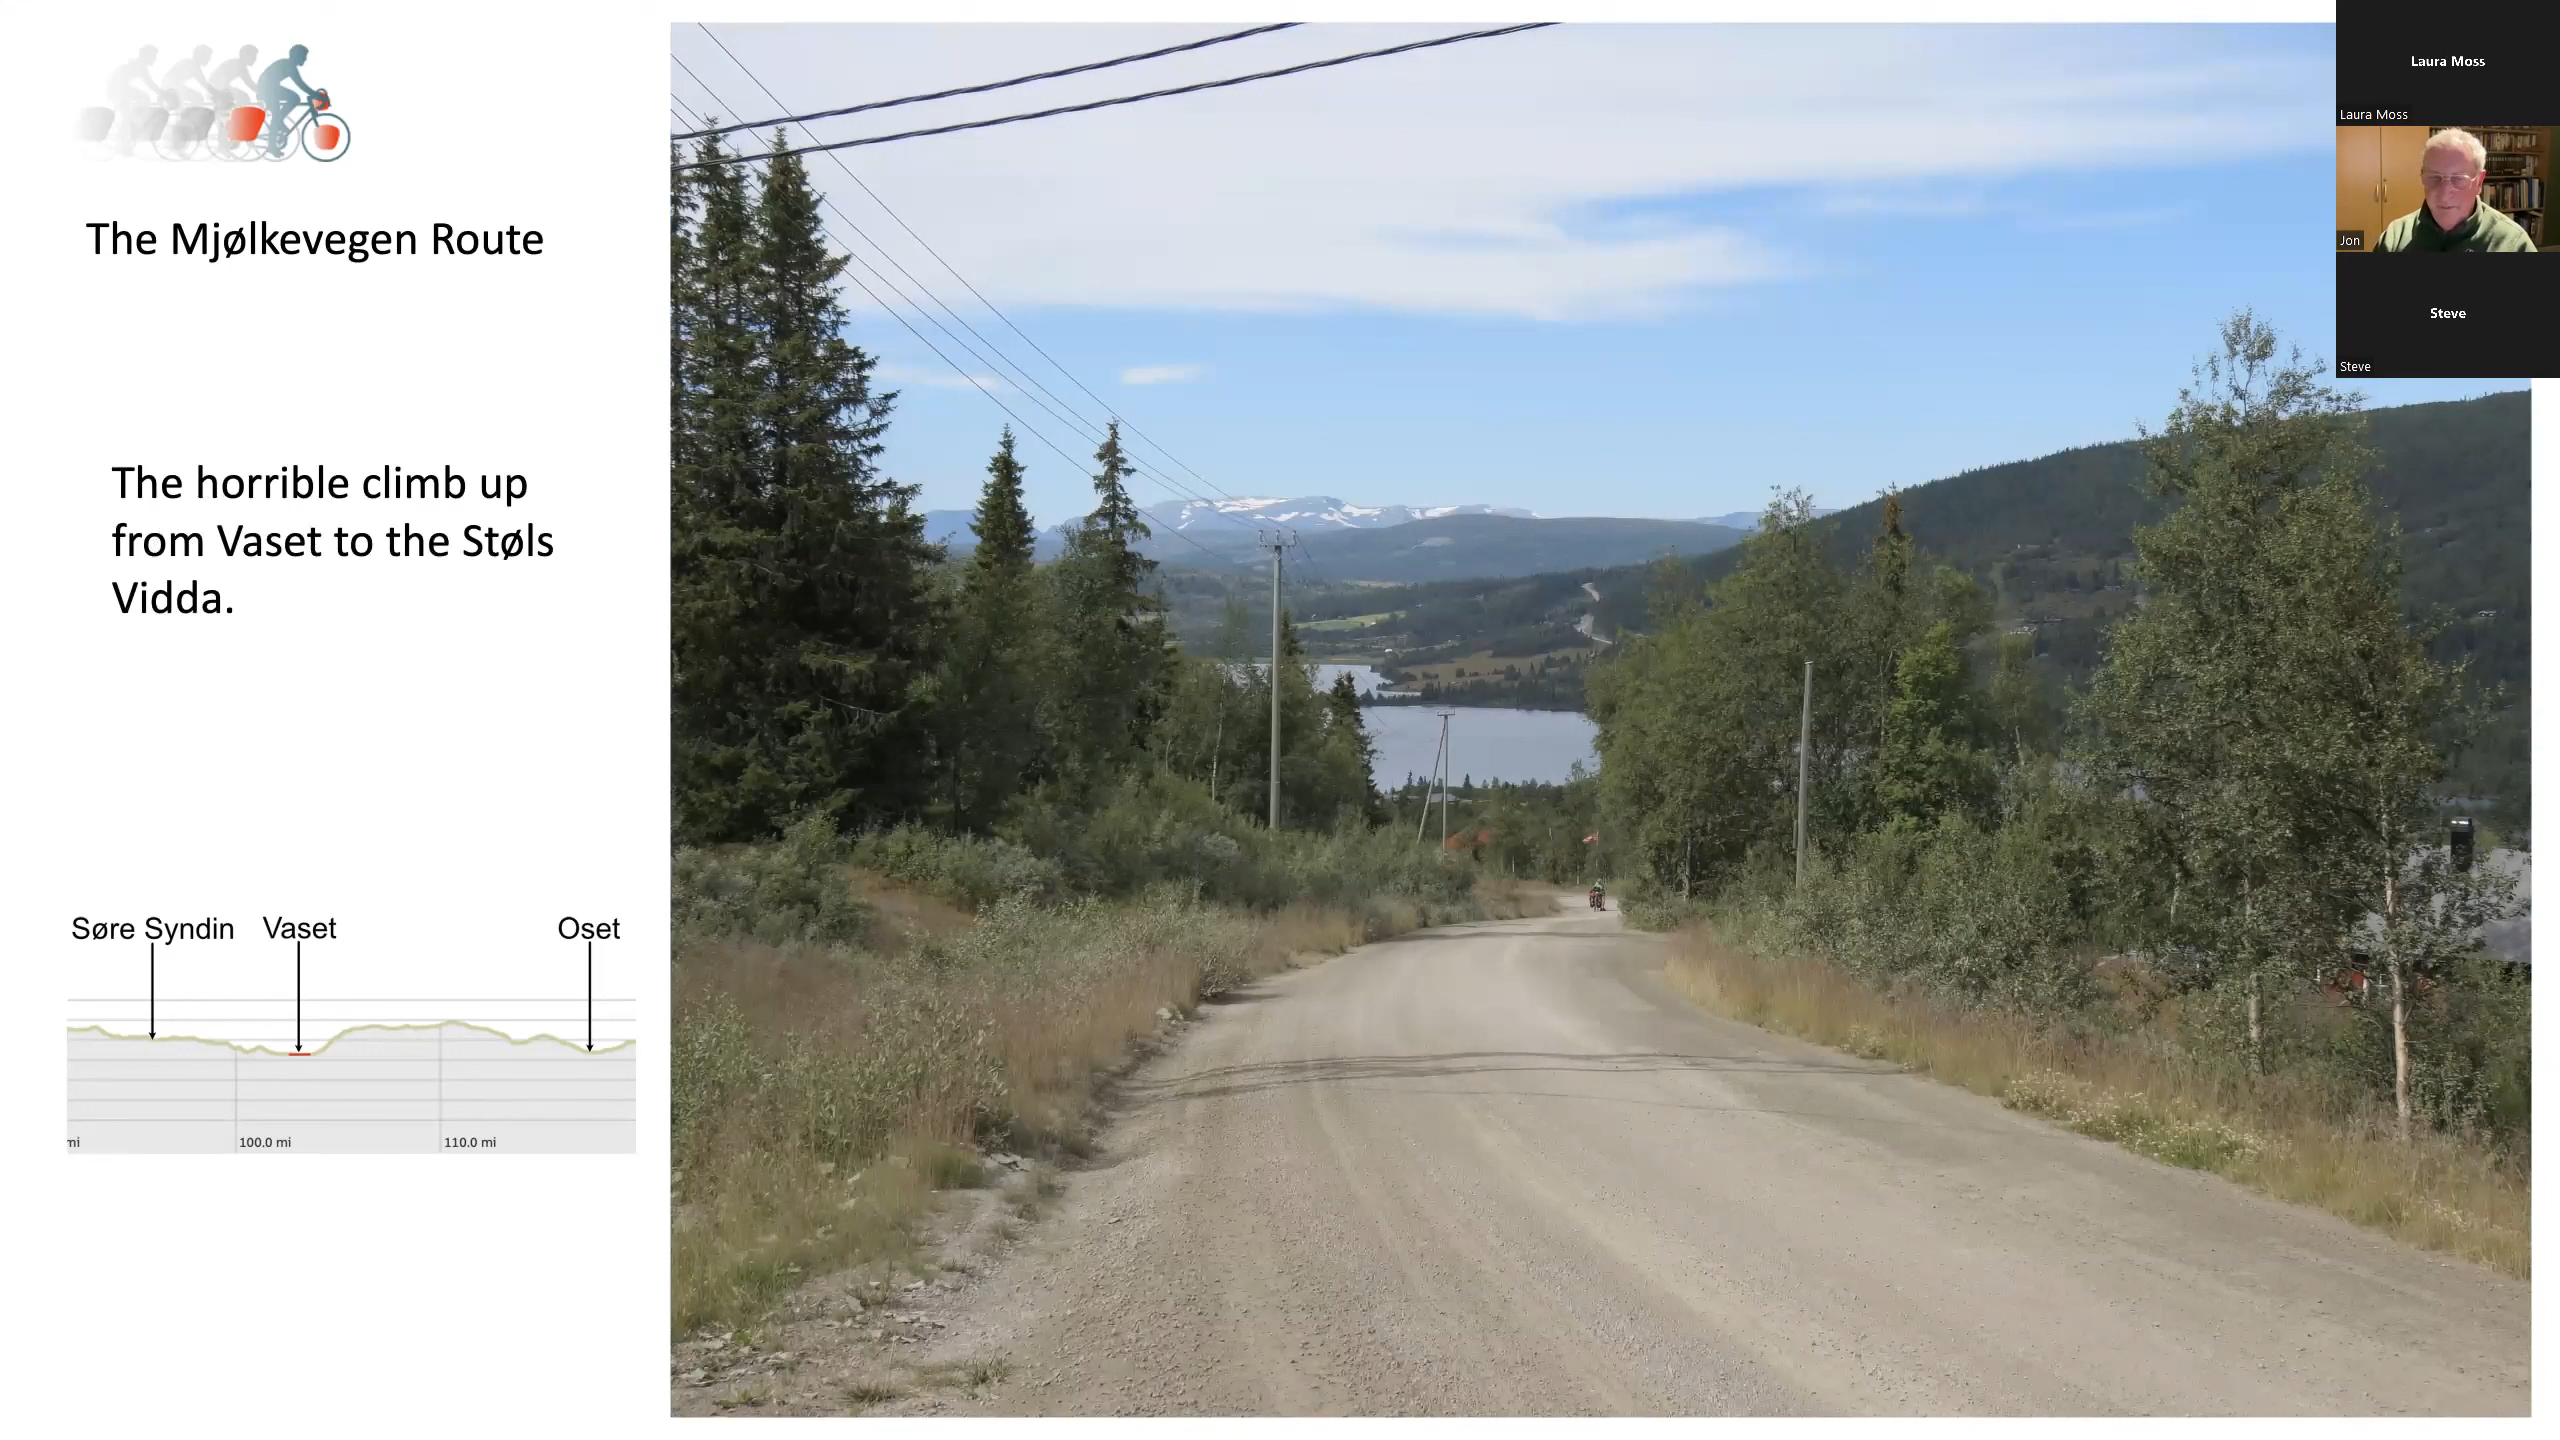 The Mjølkevegen Route
The horrible climb up
from Vaset to the Støls
Vidda.
Søre Syndin Vaset Oset
mi 100.0 mi 110.0 mi
Laura Moss
Laura Moss
Jon
Steve
Steve